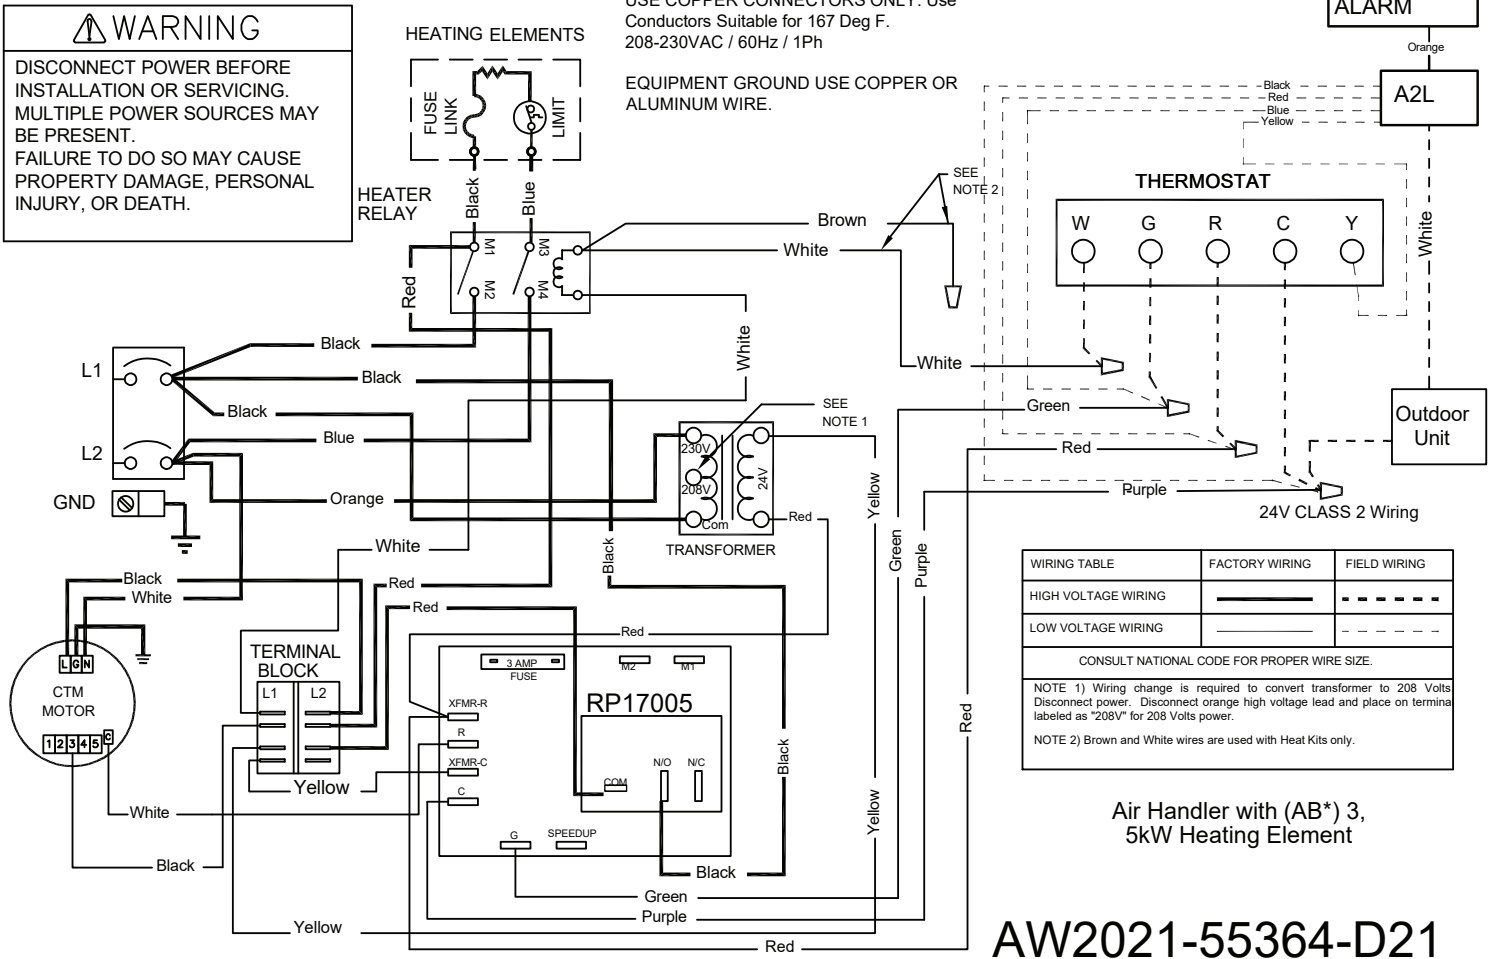 WARNING
DISCONNECT POWER BEFORE
INSTALLATION OR SERVICING.
MULTIPLE POWER SOURCES MAY
BE PRESENT.
FAILURE TO DO SO MAY CAUSE
PROPERTY DAMAGE, PERSONAL
INJURY, OR DEATH.
HEATING ELEMENTS
FUSE
LINK
LIMIT
USE COPPER CONNECTORS ONLY. Use
Conductors Suitable for 167 Deg F.
208-230VAC / 60Hz / 1Ph
EQUIPMENT GROUND USE COPPER OR
ALUMINUM WIRE.
ALARM
Orange
A2L
Black
Red
Blue
Yellow
White
HEATER
RELAY
Black
Blue
M1
M2
M3
M4
Red
Brown
White
SEE
NOTE 2
THERMOSTAT
W
G
R
C
Y
White
White
Green
Red
Purple
Outdoor
Unit
24V CLASS 2 Wiring
L1
L2
GND
Black
Black
Black
Blue
Orange
White
SEE
NOTE 1
230V
208V
24V
Com
TRANSFORMER
Red
Yellow
Green
Purple
Black
Black
White
Red
Red
Red
L G N
CTM
MOTOR
1 2 3 4 5 C
TERMINAL
BLOCK
L1
L2
Yellow
White
Black
Yellow
3 AMP
FUSE
M2
M1
RP17005
XFMR-R
R
XFMR-C
C
COM
N/O
N/C
G
SPEEDUP
Black
Black
Green
Purple
Red
Yellow
Red
WIRING TABLE
FACTORY WIRING
FIELD WIRING
HIGH VOLTAGE WIRING
LOW VOLTAGE WIRING
CONSULT NATIONAL CODE FOR PROPER WIRE SIZE.
NOTE 1) Wiring change is required to convert transformer to 208 Volts
Disconnect power. Disconnect orange high voltage lead and place on termina
labeled as "208V" for 208 Volts power.
NOTE 2) Brown and White wires are used with Heat Kits only.
Air Handler with (AB*) 3,
5kW Heating Element
AW2021-55364-D21